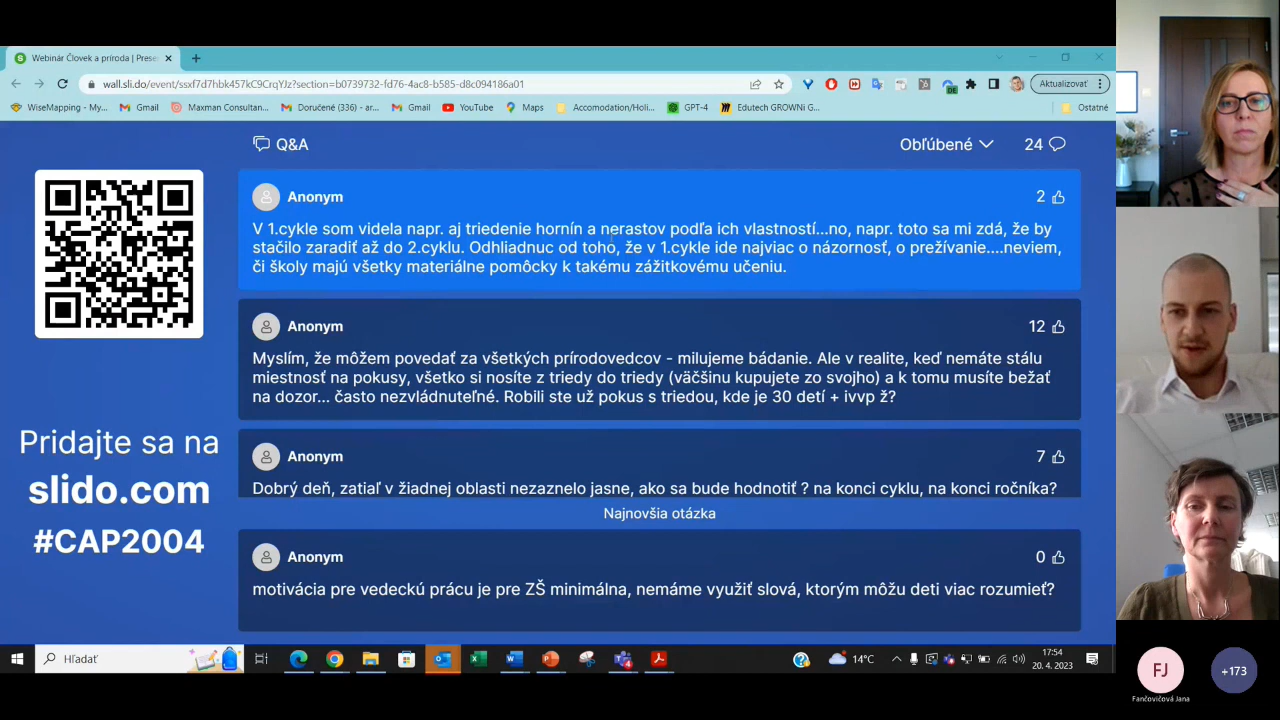 Webinár Človek a príroda | Prese
wall.sli.do/event/ssxf7d7hbk457kC9CrqYJz?section=b0739732-fd76-4ac8-b585-d8c094186a01
Aktualizovať
WiseMapping - My...
Gmail
Maxman Consultan...
Doručené (336) - ar...
Gmail
YouTube
Maps
Accomodation/Holi...
GPT-4
Edutech GROWNi G...
Ostatné
Q&A
Obľúbené
24
Anonym
2
V 1.cykle som videla napr. aj triedenie hornín a nerastov podľa ich vlastností...no, napr. toto sa mi zdá, že by
stačilo zaradiť až do 2.cyklu. Odhliadnuc od toho, že v 1.cykle ide najviac o názornosť, o prežívanie....neviem,
či školy majú všetky materiálne pomôcky k takému zážitkovému učeniu.
Anonym
12
Myslím, že môžem povedať za všetkých prírodovedcov - milujeme bádanie. Ale v realite, keď nemáte stálu
miestnosť na pokusy, všetko si nosíte z triedy do triedy (väčšinu kupujete zo svojho) a k tomu musíte bežať
na dozor... často nezvládnuteľné. Robili ste už pokus s triedou, kde je 30 detí + ivvp ž?
Anonym
7
Dobrý deň, zatiaľ v žiadnej oblasti nezaznelo jasne, ako sa bude hodnotiť ? na konci cyklu, na konci ročníka?
Najnovšia otázka
Anonym
0
motivácia pre vedeckú prácu je pre ZŠ minimálna, nemáme využiť slová, ktorým môžu deti viac rozumieť?
Pridajte sa na
slido.com
#CAP2004
Hľadať
14°C
17:54
20. 4. 2023
FJ
+173
Fančovičová Jana